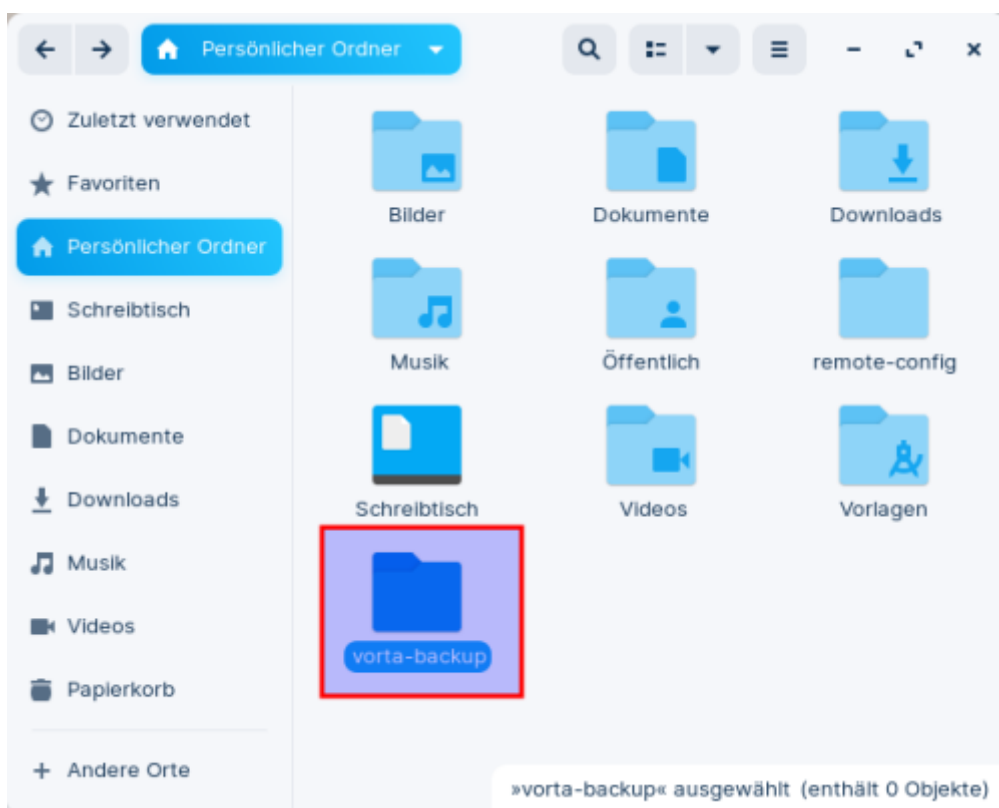 Persönlicher Ordner
Zuletzt verwendet
Favoriten
Persönlicher Ordner
Schreibtisch
Bilder
Dokumente
Downloads
Musik
Videos
Papierkorb
Andere Orte
Bilder Dokumente Downloads
Musik Öffentlich remote-config
Schreibtisch Videos Vorlagen
vorta-backup
»vorta-backup« ausgewählt (enthält 0 Objekte)